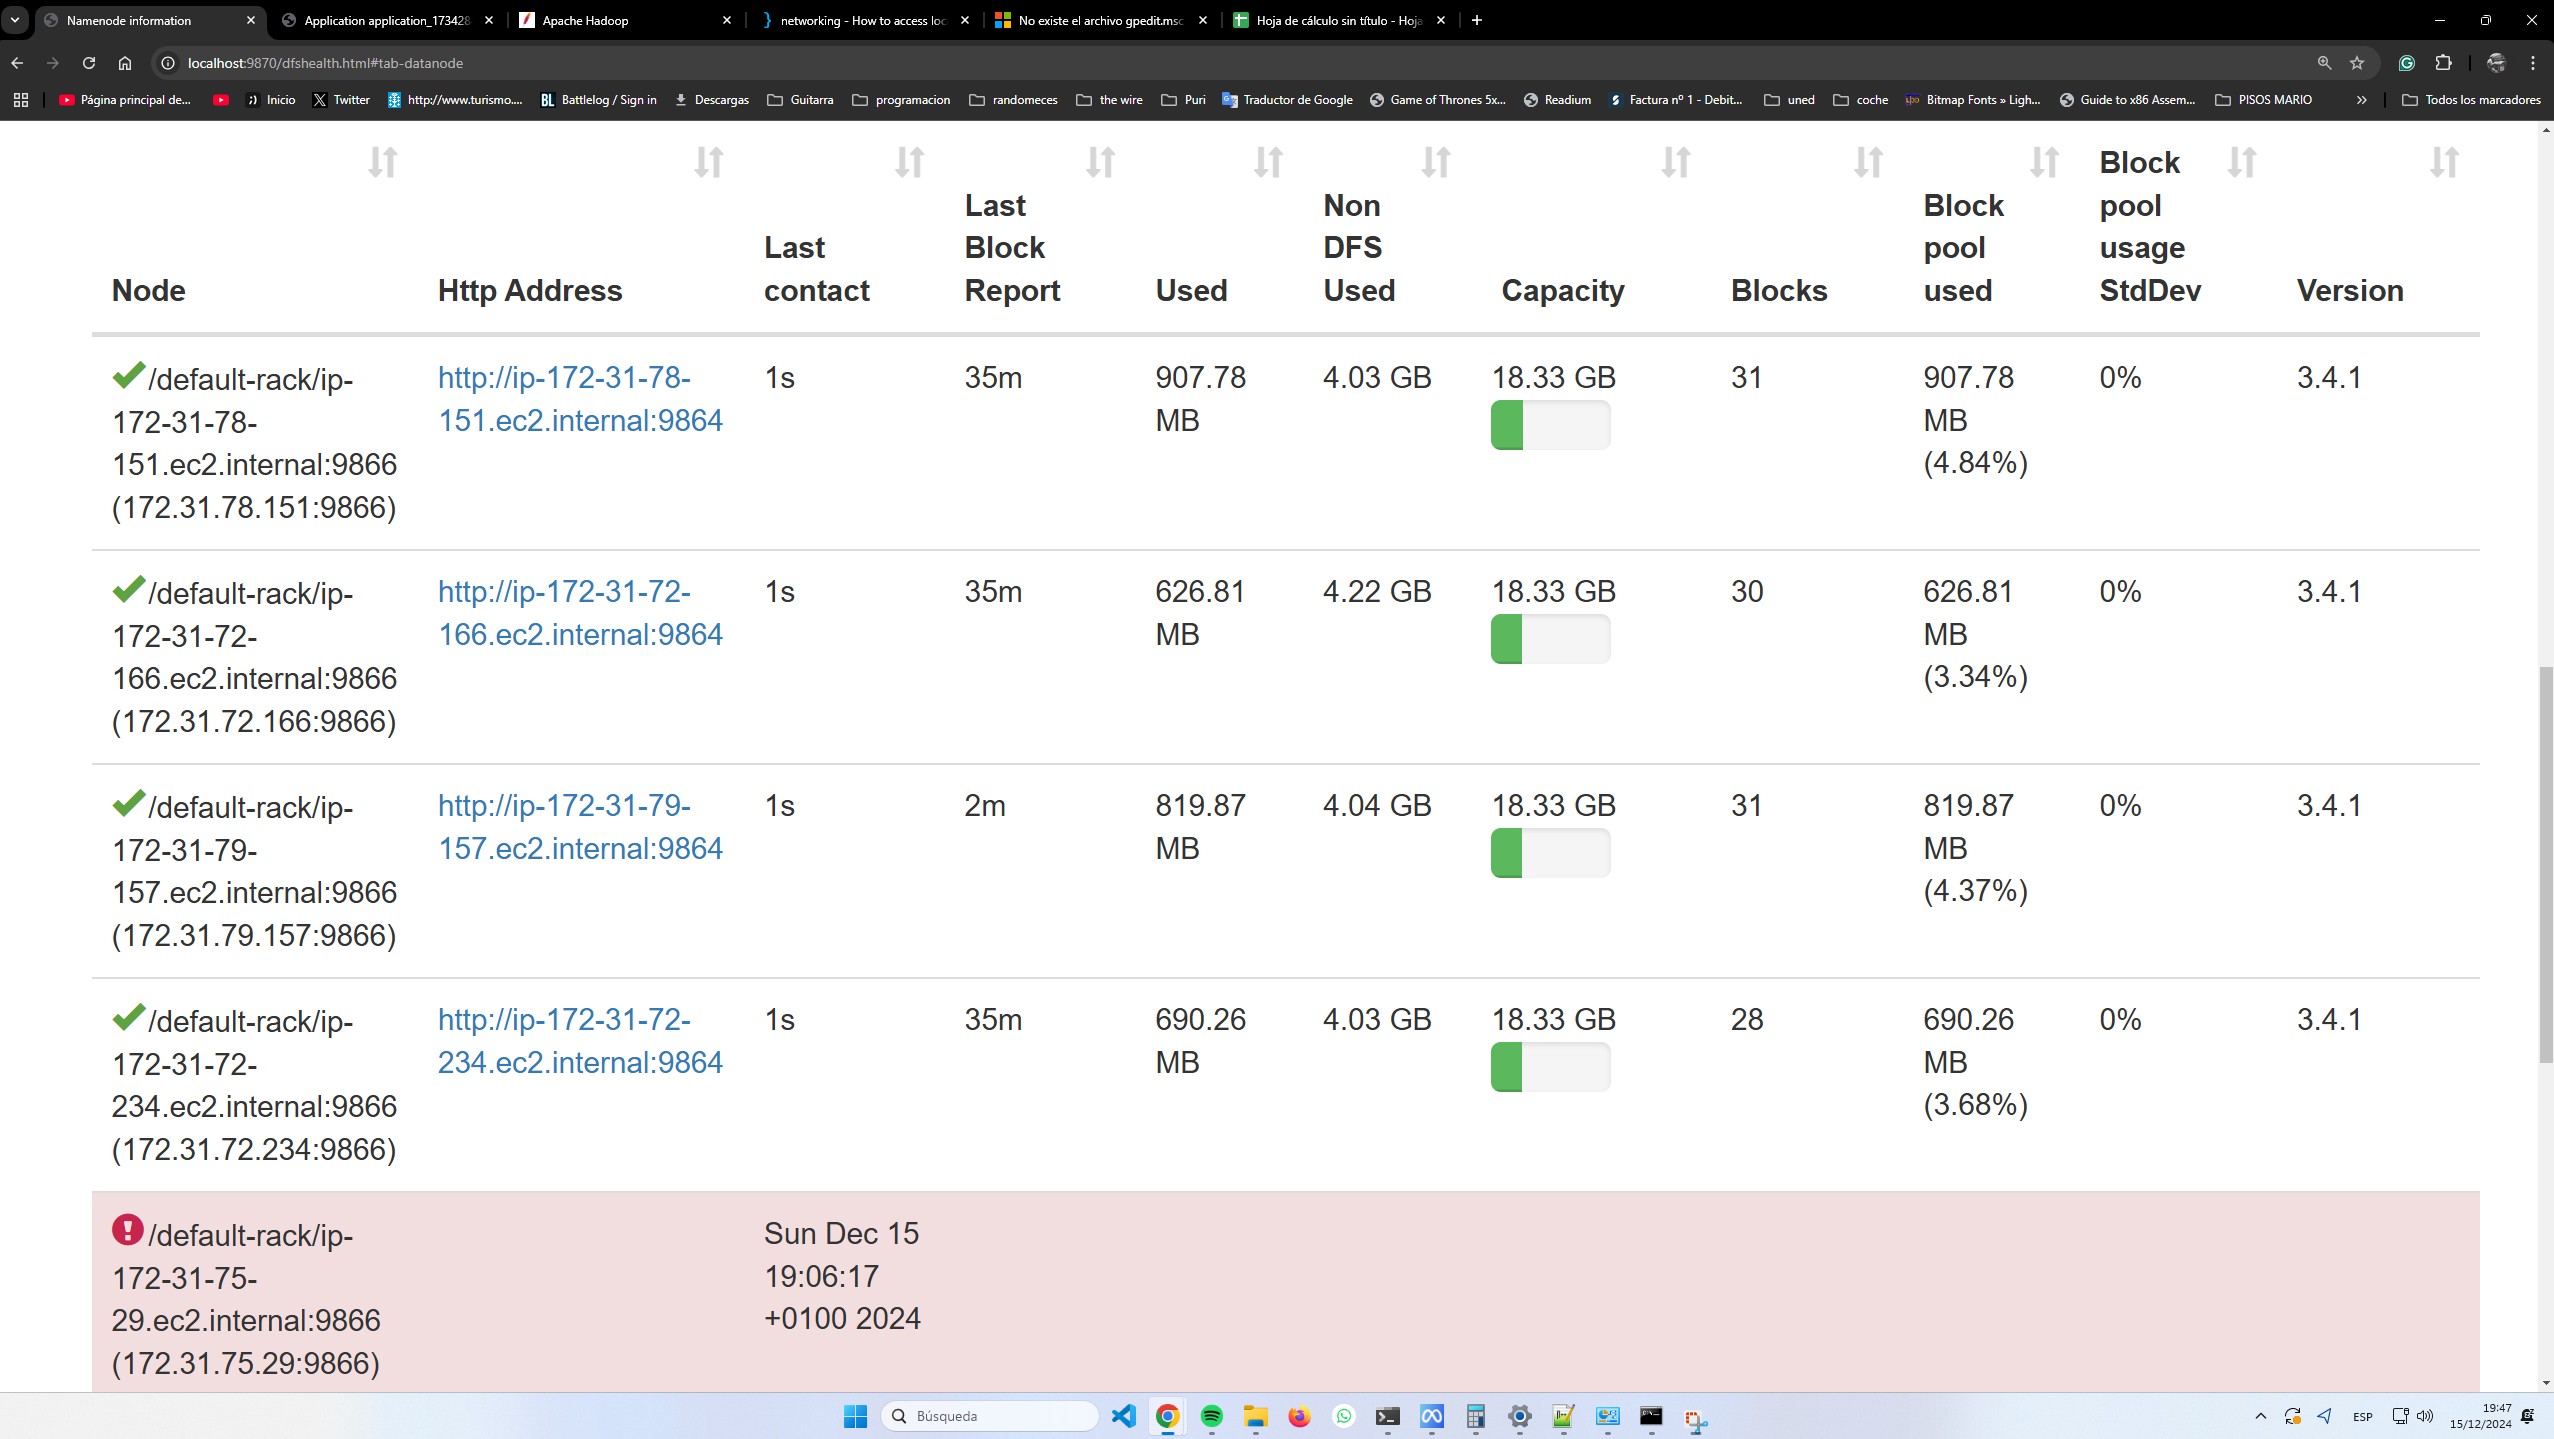 Namenode information
Application application_173428
Apache Hadoop
networking - How to access loc
No existe el archivo gpedit.msc
Hoja de cálculo sin título - Hoja
localhost:9870/dfshealth.html#tab-datanode
Página principal de...
Inicio
Twitter
http://www.turismo....
BL Battlelog / Sign in
Descargas
Guitarra
programacion
randomeces
the wire
Puri
Traductor de Google
Game of Thrones 5x...
Readium
Factura nº 1 - Debit...
uned
coche
Bitmap Fonts » Ligh...
Guide to x86 Assem...
PISOS MARIO
»
Todos los marcadores
Node
Http Address
Last
contact
Last
Block
Report
Used
Non
DFS
Used
Capacity
Blocks
Block
pool
used
Block
pool
usage
StdDev
Version
/default-rack/ip-
172-31-78-
151.ec2.internal:9866
(172.31.78.151:9866)
http://ip-172-31-78-
151.ec2.internal:9864
1s
35m
907.78
MB
4.03 GB
18.33 GB
31
907.78
MB
(4.84%)
0%
3.4.1
/default-rack/ip-
172-31-72-
166.ec2.internal:9866
(172.31.72.166:9866)
http://ip-172-31-72-
166.ec2.internal:9864
1s
35m
626.81
MB
4.22 GB
18.33 GB
30
626.81
MB
(3.34%)
0%
3.4.1
/default-rack/ip-
172-31-79-
157.ec2.internal:9866
(172.31.79.157:9866)
http://ip-172-31-79-
157.ec2.internal:9864
1s
2m
819.87
MB
4.04 GB
18.33 GB
31
819.87
MB
(4.37%)
0%
3.4.1
/default-rack/ip-
172-31-72-
234.ec2.internal:9866
(172.31.72.234:9866)
http://ip-172-31-72-
234.ec2.internal:9864
1s
35m
690.26
MB
4.03 GB
18.33 GB
28
690.26
MB
(3.68%)
0%
3.4.1
/default-rack/ip-
172-31-75-
29.ec2.internal:9866
(172.31.75.29:9866)
Sun Dec 15
19:06:17
+0100 2024
Búsqueda
ESP
19:47
15/12/2024